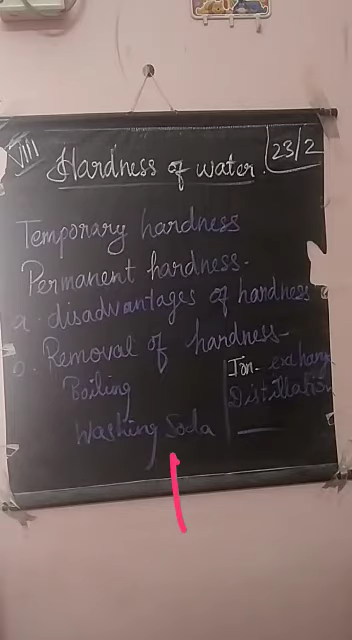 VIII
23/2
Hardness of water.
Temporary hardness
Permanent hardness.
a. disadvantages of hardness
Removal of hardness-
Boiling
Ion-exchange
Distillation
Washing Soda